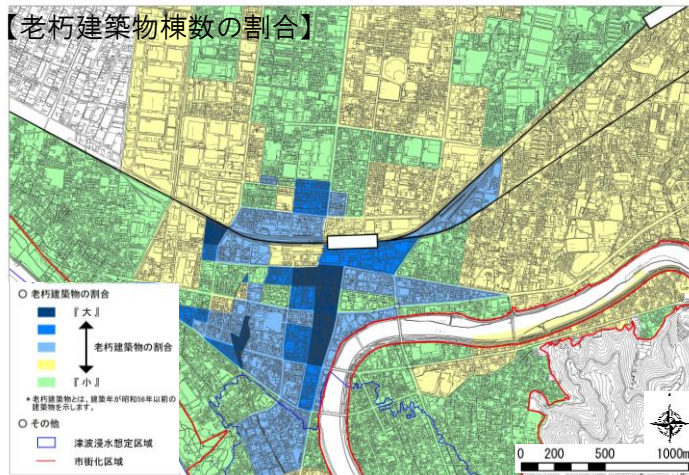 【老朽建築物棟数の割合】
○ 老朽建築物の割合
『 大 』
老朽建築物の割合
『 小 』
* 老朽建築物とは、建築年が昭和56年以前の
建築物を示します。
○ その他
津波浸水想定区域
市街化区域
0 200 500 1000m